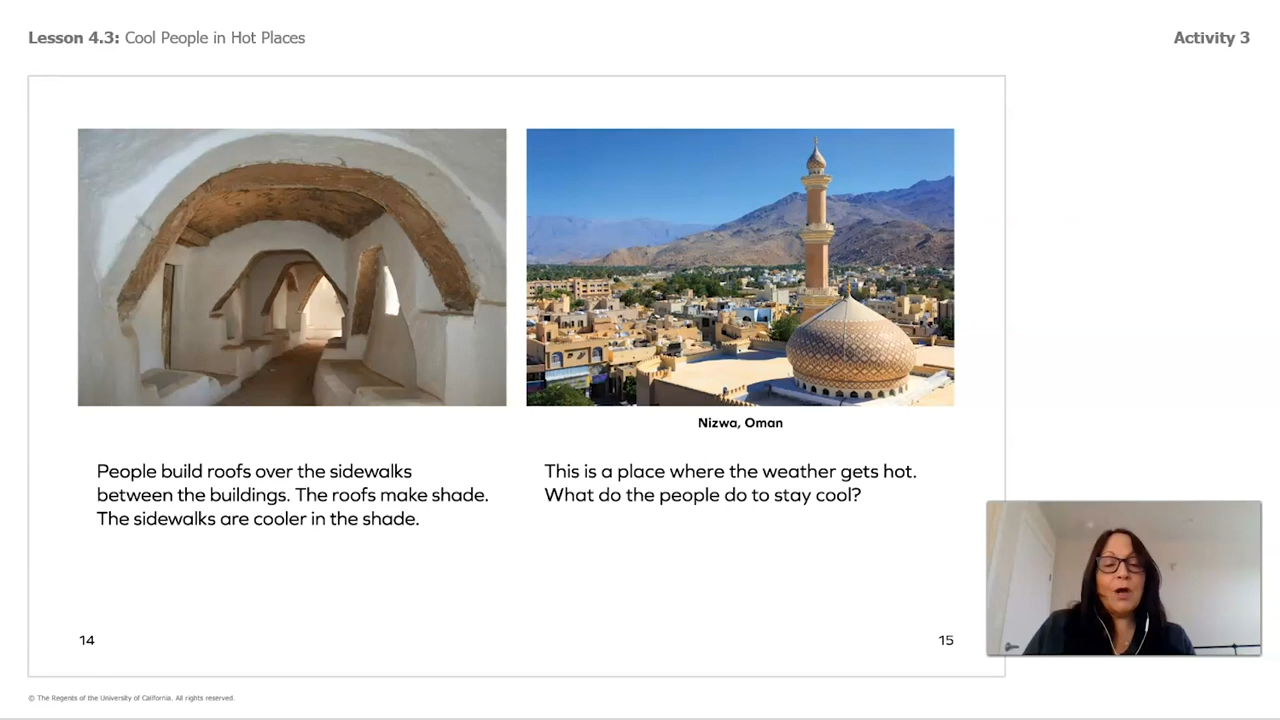 Lesson 4.3: Cool People in Hot Places
Activity 3
Nizwa, Oman
People build roofs over the sidewalks
between the buildings. The roofs make shade.
The sidewalks are cooler in the shade.
This is a place where the weather gets hot.
What do the people do to stay cool?
14
15
© The Regents of the University of California. All rights reserved.